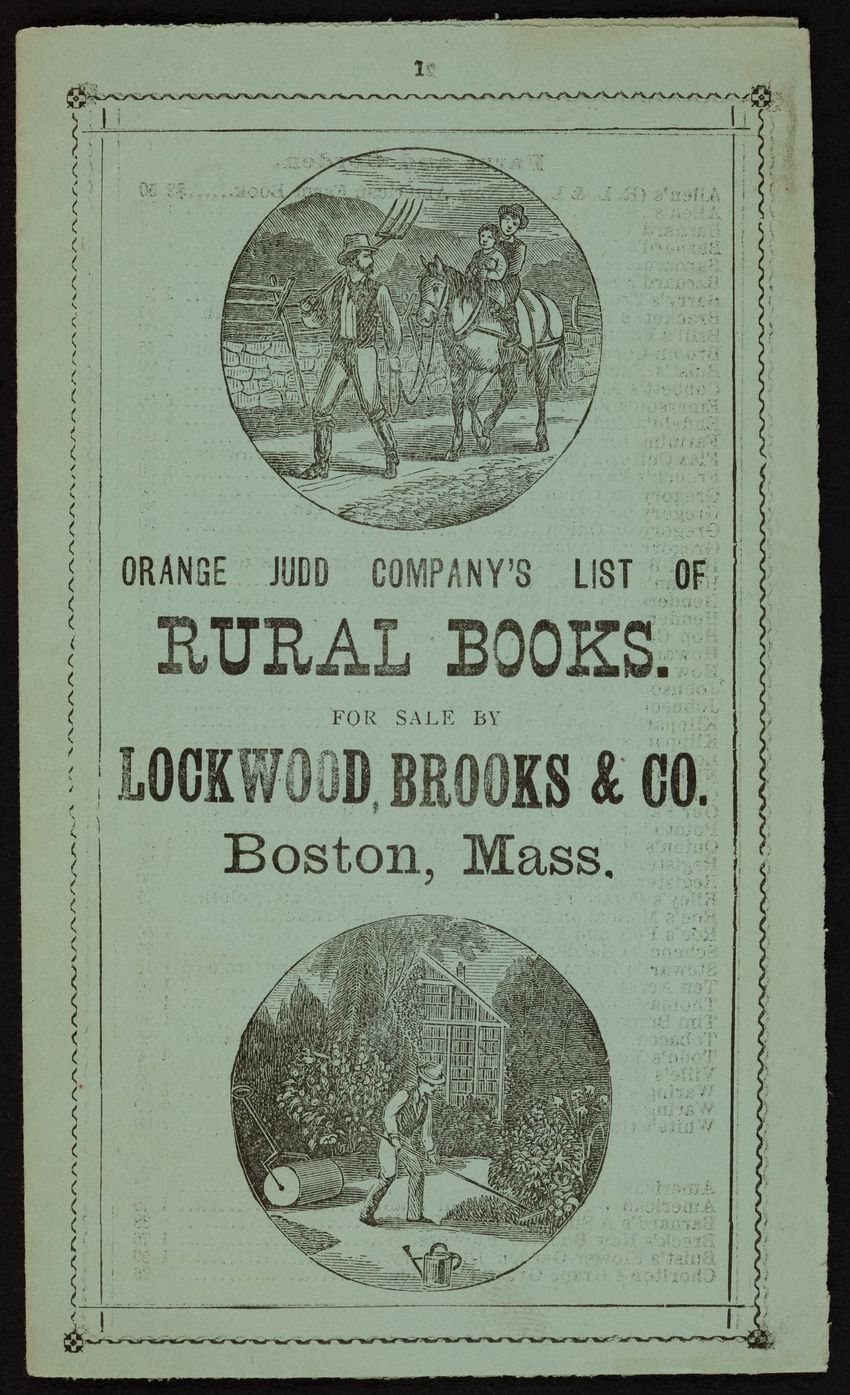 1
ORANGE JUDD COMPANY'S LIST OF
RURAL BOOKS.
FOR SALE BY
LOCKWOOD, BROOKS & CO.
Boston, Mass.